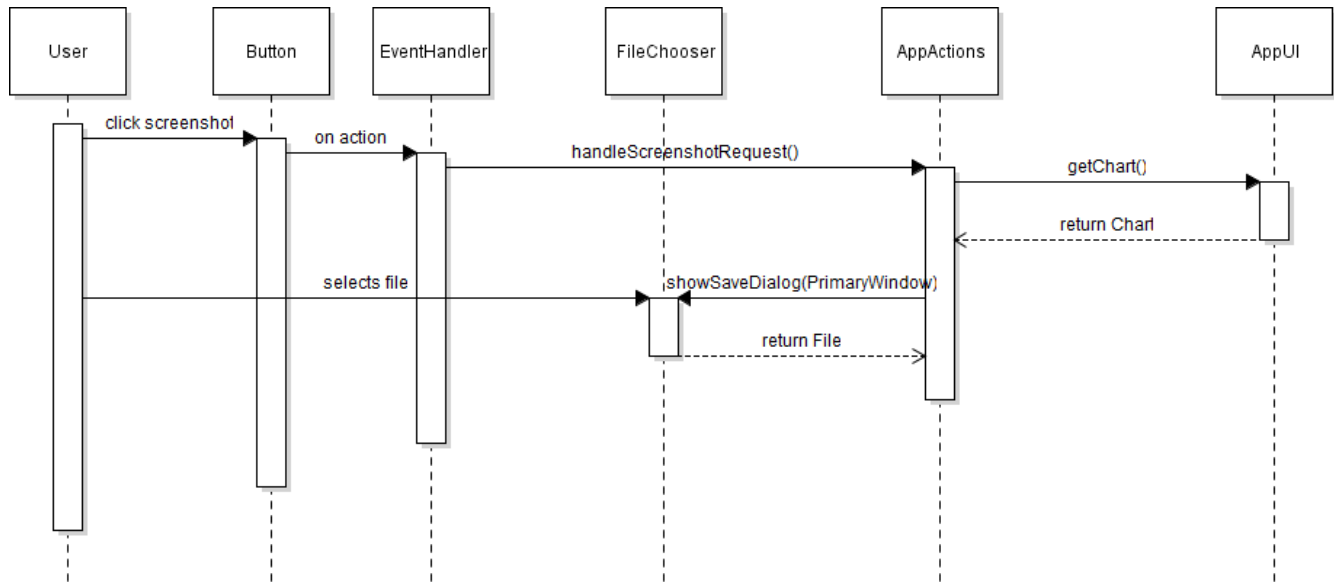 User
Button
EventHandler
FileChooser
AppActions
AppUI
click screenshot
on action
handleScreenshotRequest()
getChart()
return Chart
selects file
showSaveDialog(PrimaryWindow)
return File